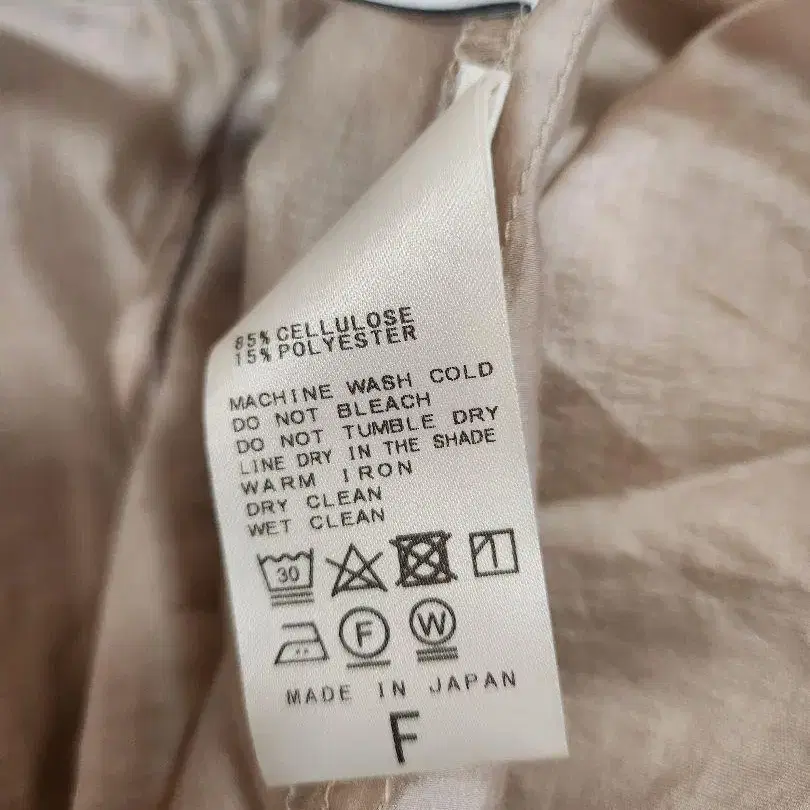 85% CELLULOSE
15% POLYESTER
MACHINE WASH COLD
DO NOT BLEACH
DO NOT TUMBLE DRY
LINE DRY IN THE SHADE
WARM IRON
DRY CLEAN
WET CLEAN
30
F W
MADE IN JAPAN
F